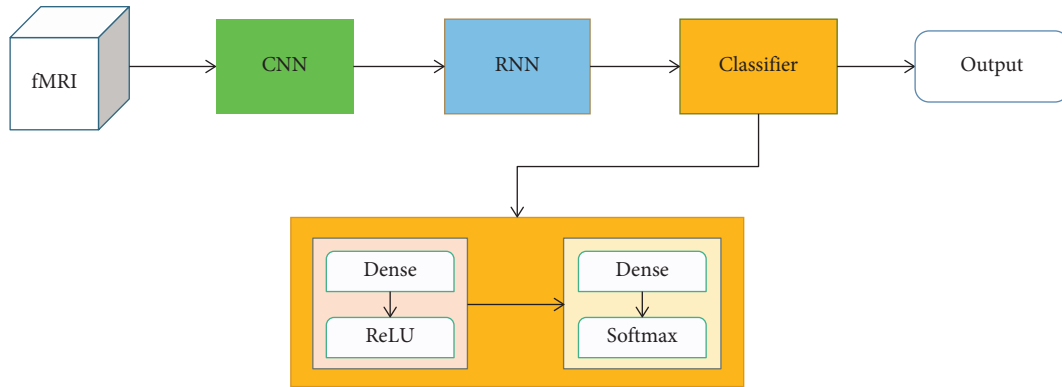 fMRI
CNN
RNN
Classifier
Output
Dense
ReLU
Dense
Softmax